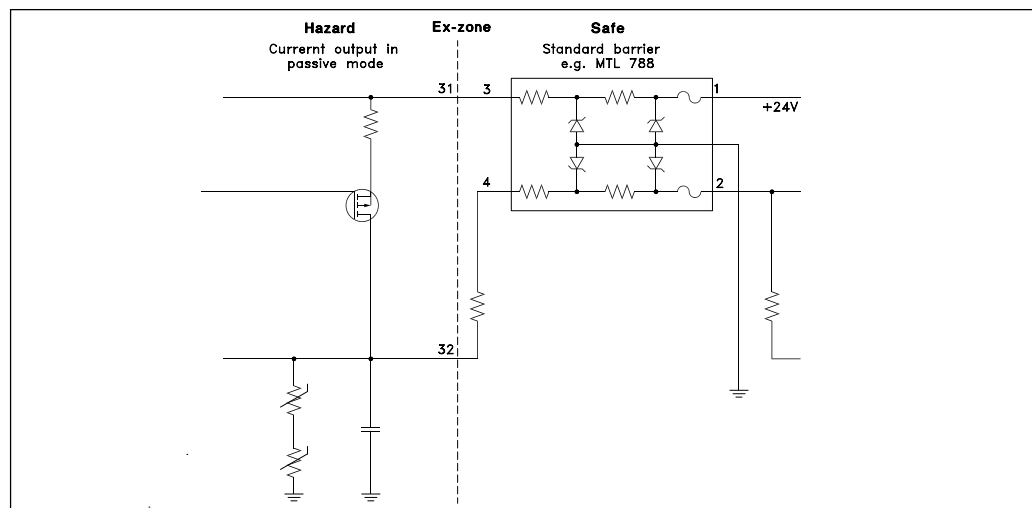 Hazard
Currernt output in
passive mode
Ex-zone
Safe
Standard barrier
e.g. MTL 788
31
3
1
+24V
4
2
32